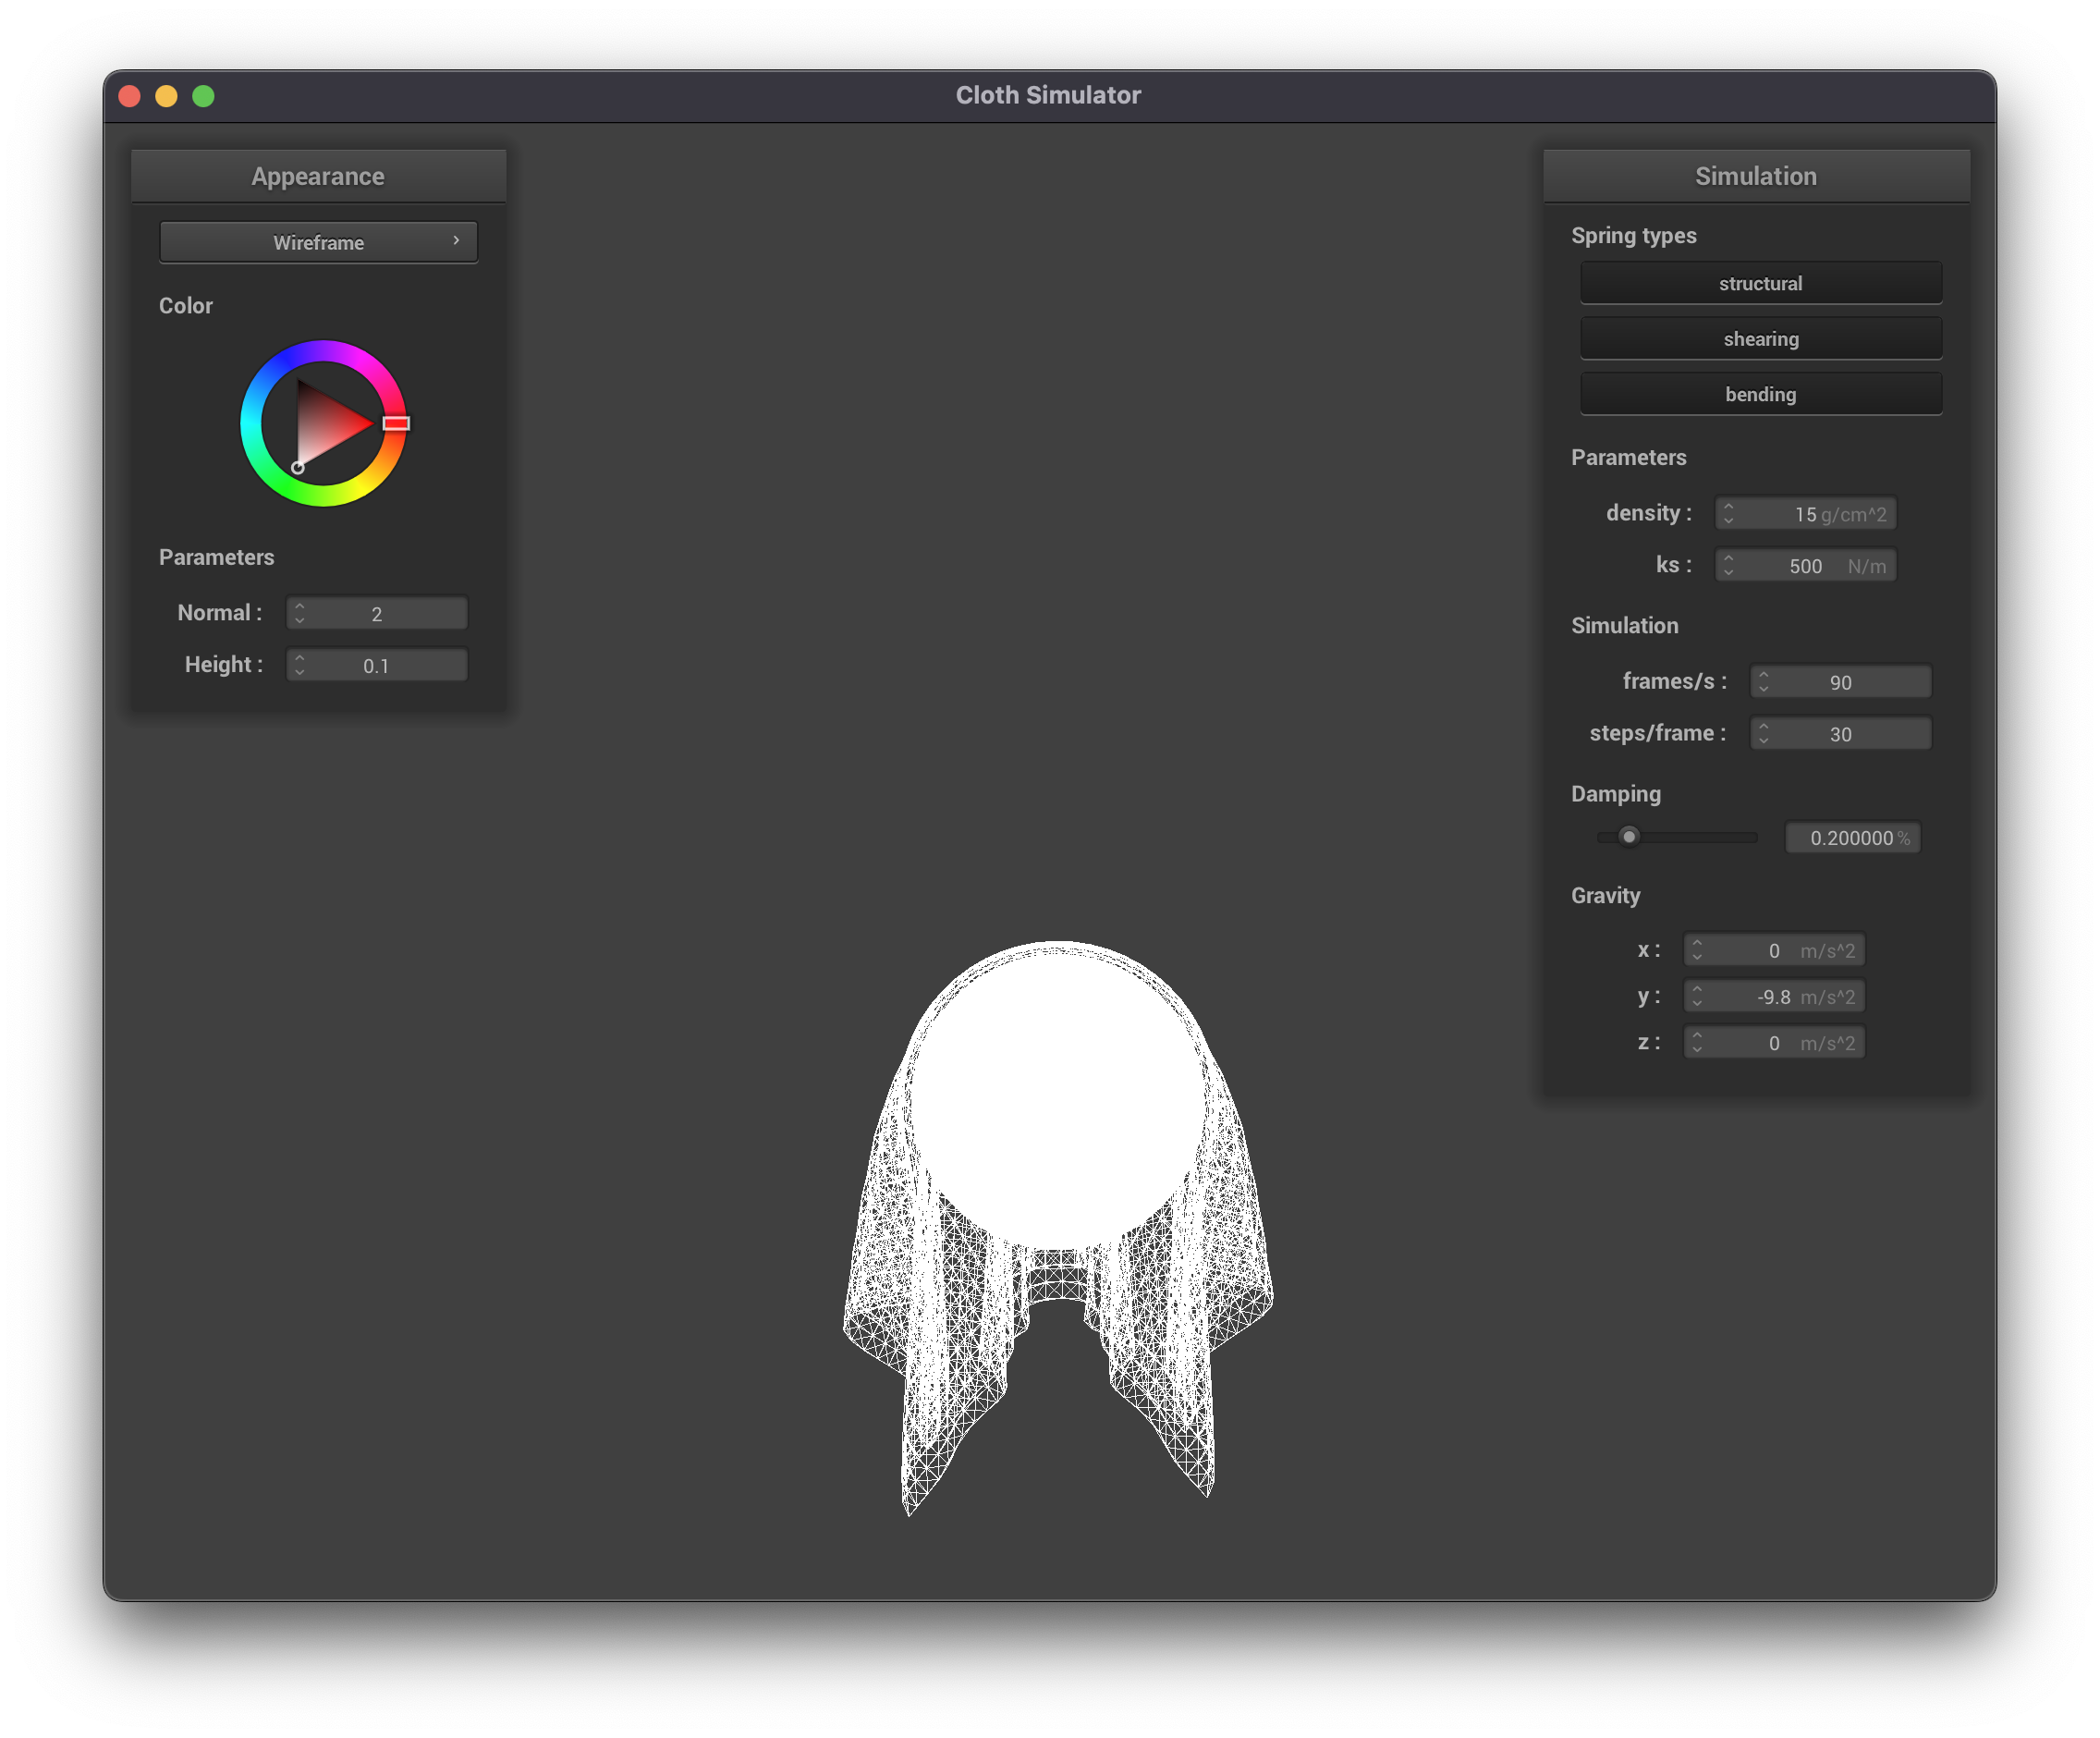 Cloth Simulator
Appearance
Wireframe
Color
Parameters
Normal : 2
Height : 0.1
Simulation
Spring types
structural
shearing
bending
Parameters
density : 15 g/cm^2
ks : 500 N/m
Simulation
frames/s : 90
steps/frame : 30
Damping
0.200000 %
Gravity
x : 0 m/s^2
y : -9.8 m/s^2
z : 0 m/s^2